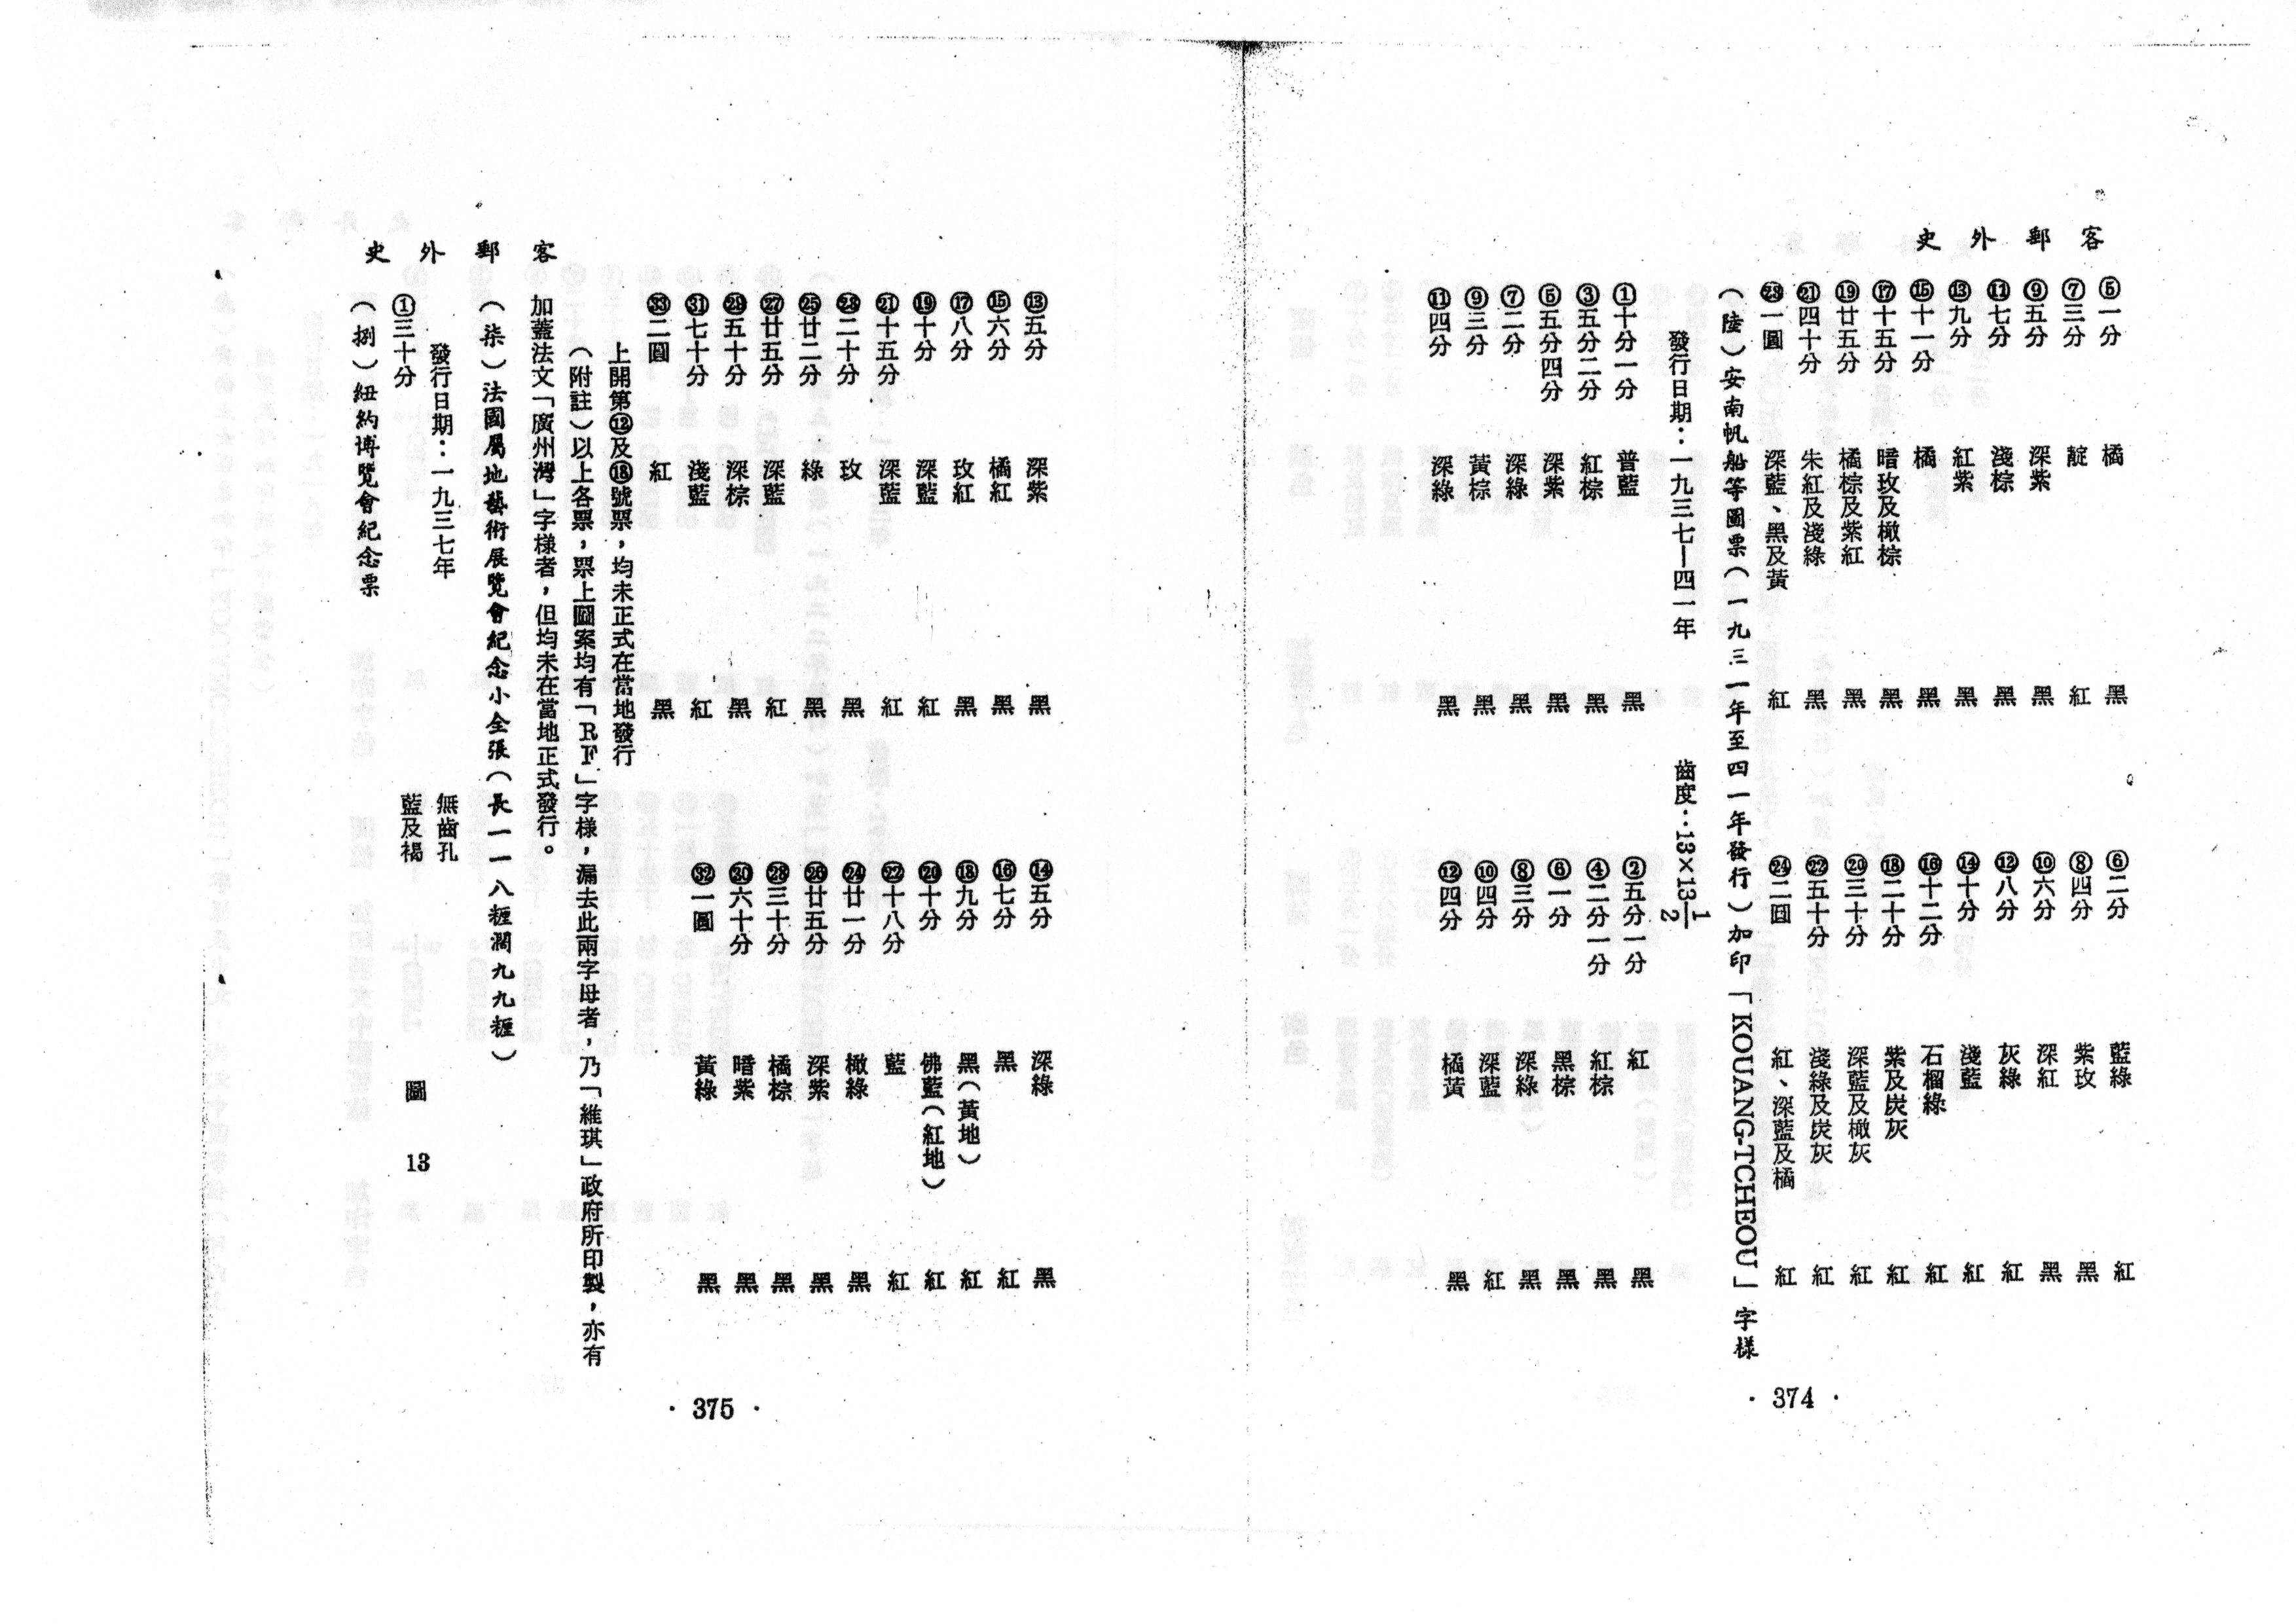 客郵外史
⑤一分 橘 黑 ⑥二分 藍綠 紅
⑦三分 靛 紅 ⑧四分 紫玫 黑
⑨五分 深紫 黑 ⑩六分 深紅 黑
⑪七分 淺棕 黑 ⑫八分 灰綠 紅
⑬九分 紅紫 黑 ⑭十分 淺藍 紅
⑮十一分 橘 黑 ⑯十二分 石榴綠 紅
⑰十五分 暗玫及橄棕 黑 ⑱二十分 紫及炭灰 紅
⑲廿五分 橘棕及紫紅 黑 ⑳三十分 深藍及橄灰 紅
㉑四十分 朱紅及淺綠 黑 ㉒五十分 淺綠及炭灰 紅
㉓一圓 深藍、黑及黃 紅 ㉔二圓 紅、深藍及橘 紅
（陸）安南帆船等圖票（一九三一年至四一年發行）加印「KOUANG-TCHEOU」字樣
發行日期：一九三七—四一年 齒度：13×13½
①十分一分 普藍 黑 ②五分一分 紅 黑
③五分二分 紅棕 黑 ④二分一分 紅棕 黑
⑤五分四分 深紫 黑 ⑥一分 黑棕 黑
⑦二分 深綠 黑 ⑧三分 深綠 黑
⑨三分 黃棕 黑 ⑩四分 深藍 紅
⑪四分 深綠 黑 ⑫四分 橘黃 黑
· 374 ·
客郵外史
⑬五分 深紫 黑 ⑭五分 深綠 黑
⑮六分 橘紅 黑 ⑯七分 黑 紅
⑰八分 玫紅 黑 ⑱九分 黑（黃地） 紅
⑲十分 深藍 紅 ⑳十分 佛藍（紅地） 紅
㉑十五分 深藍 紅 ㉒十八分 藍 紅
㉓二十分 玫 黑 ㉔廿一分 橄綠 黑
㉕廿二分 綠 黑 ㉖廿五分 深紫 黑
㉗廿五分 深藍 紅 ㉘三十分 橘棕 黑
㉙五十分 深棕 黑 ㉚六十分 暗紫 黑
㉛七十分 淺藍 紅 ㉜一圓 黃綠 黑
㉝二圓 紅 黑
上開第⑫及⑱號票，均未正式在當地發行
（附註）以上各票，票上圖案均有「RF」字樣，漏去此兩字母者，乃「維琪」政府所印製，亦有
加蓋法文「廣州灣」字樣者，但均未在當地正式發行。
（柒）法國屬地藝術展覽會紀念小全張（長一一八糎濶九九糎）
發行日期：一九三七年 無齒孔
①三十分 藍及褐 圖 13
（捌）紐約博覽會紀念票
· 375 ·